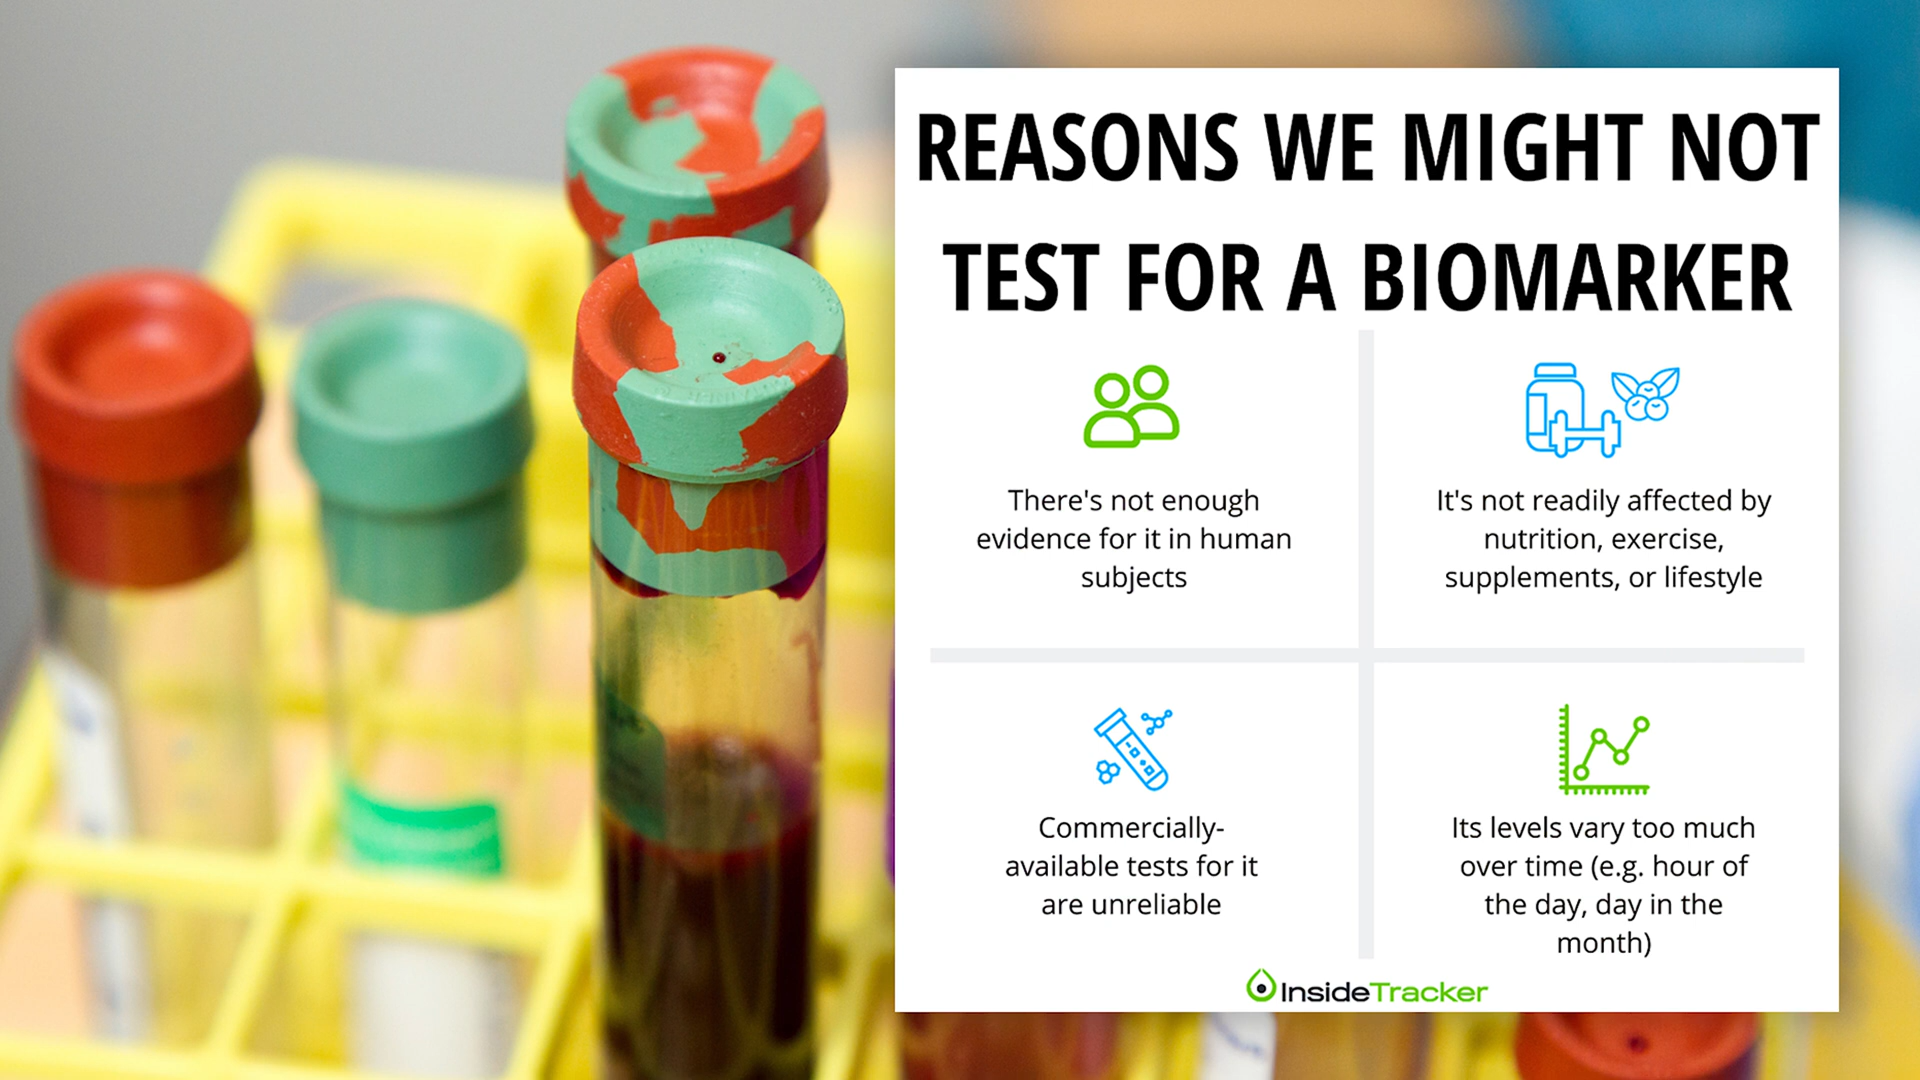 REASONS WE MIGHT NOT
TEST FOR A BIOMARKER
There's not enough
evidence for it in human
subjects
It's not readily affected by
nutrition, exercise,
supplements, or lifestyle
Commercially-
available tests for it
are unreliable
Its levels vary too much
over time (e.g. hour of
the day, day in the
month)
InsideTracker